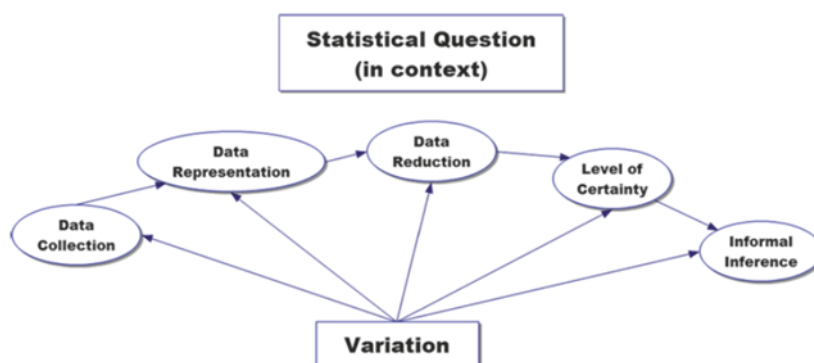 Statistical Question
(in context)
Data
Representation
Data
Reduction
Level of
Certainty
Data
Collection
Informal
Inference
Variation